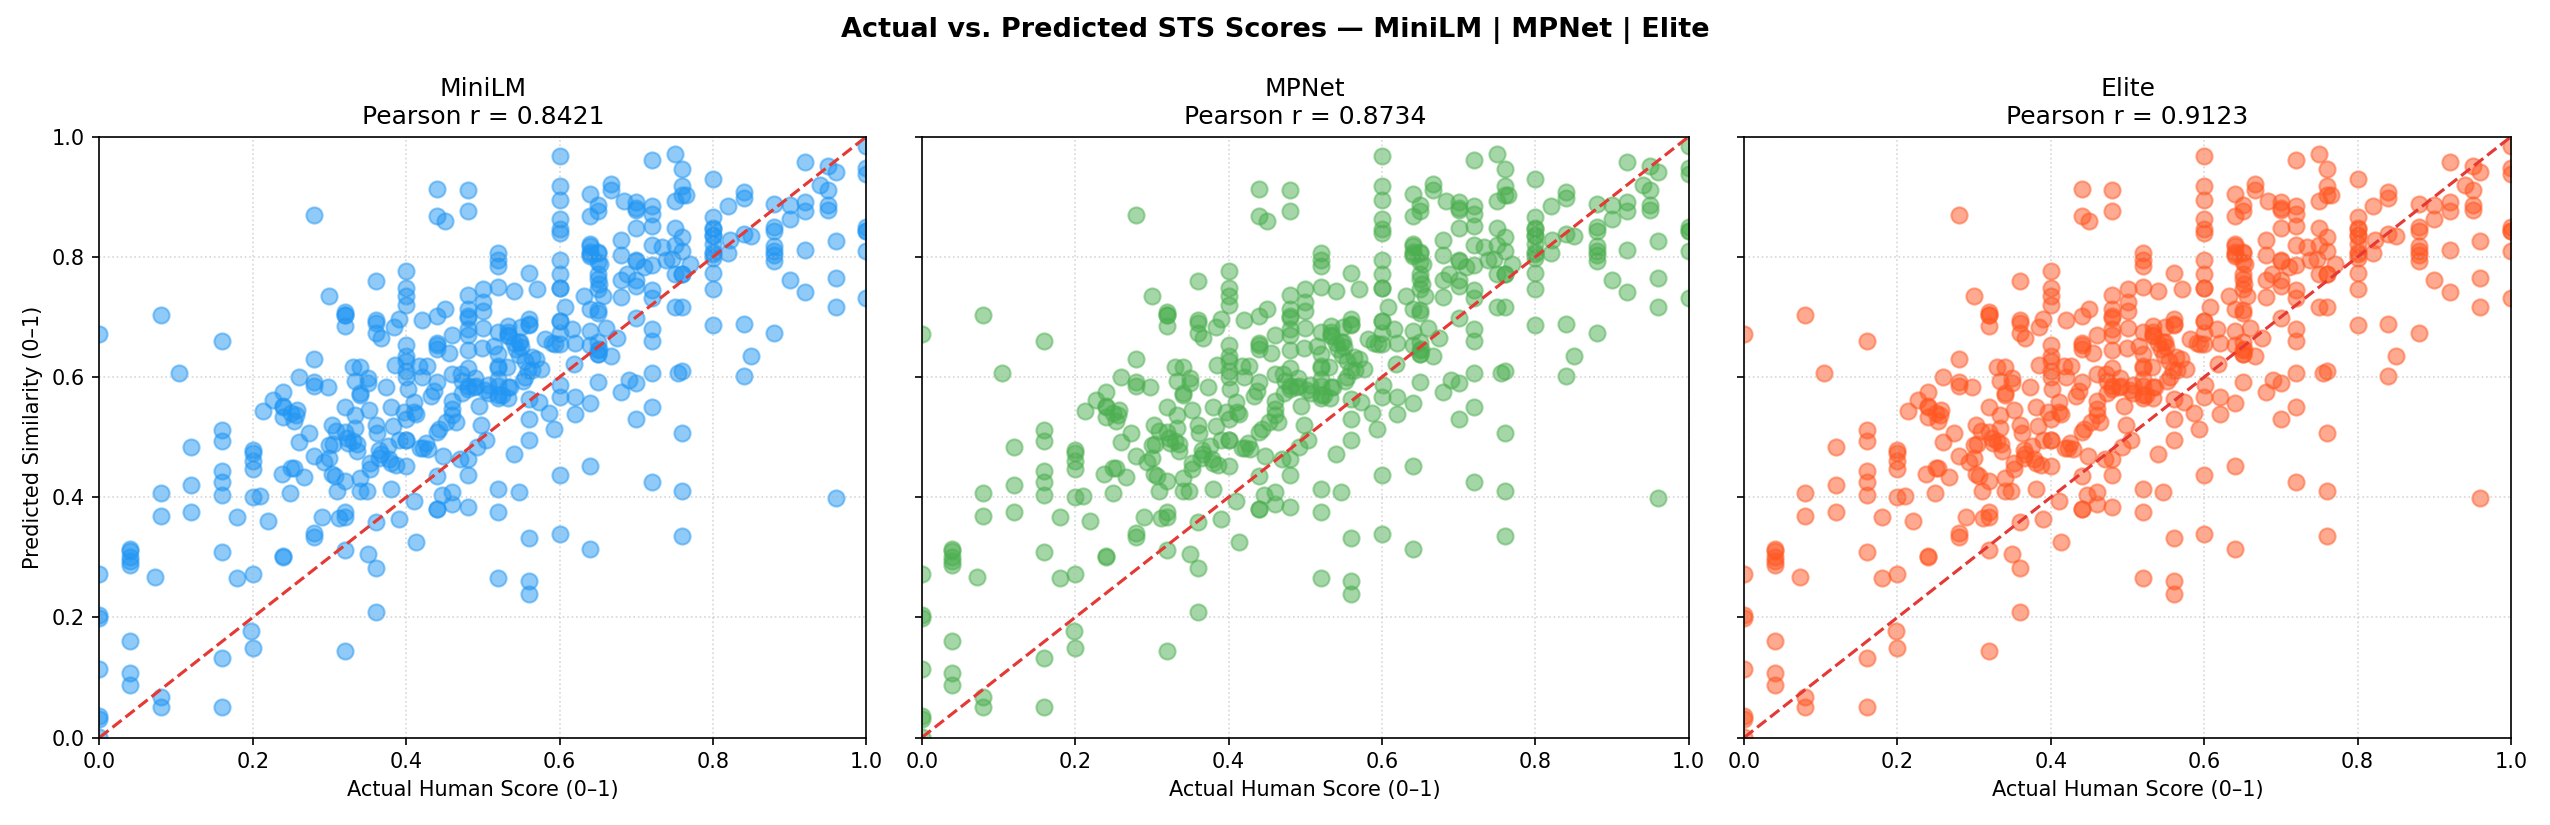 Actual vs. Predicted STS Scores — MiniLM | MPNet | Elite
MiniLM
Pearson r = 0.8421
MPNet
Pearson r = 0.8734
Elite
Pearson r = 0.9123
Predicted Similarity (0–1)
1.0
0.8
0.6
0.4
0.2
0.0
0.0 0.2 0.4 0.6 0.8 1.0
Actual Human Score (0–1)
0.0 0.2 0.4 0.6 0.8 1.0
Actual Human Score (0–1)
0.0 0.2 0.4 0.6 0.8 1.0
Actual Human Score (0–1)